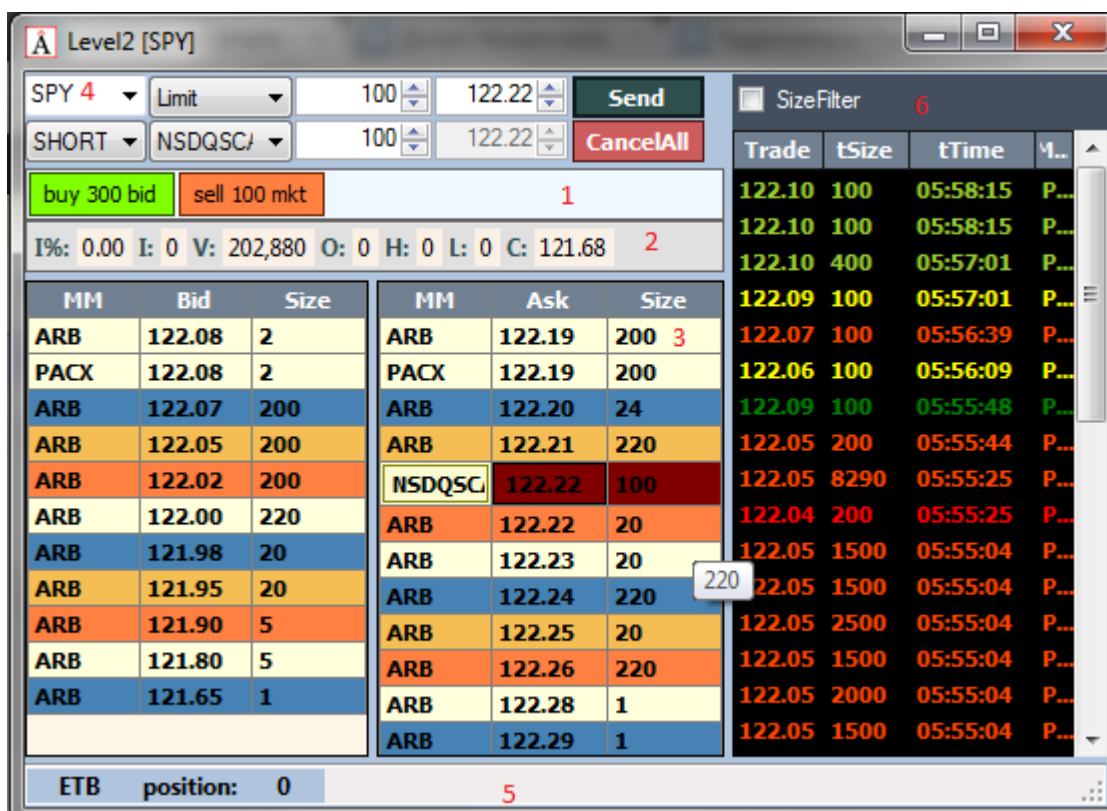 Level2 [SPY]
SPY 4 Limit 100 122.22 Send
SHORT NSDQSC 100 122.22 CancelAll
buy 300 bid sell 100 mkt 1
I%: 0.00 I: 0 V: 202,880 O: 0 H: 0 L: 0 C: 121.68 2
MM Bid Size
ARB 122.08 2
PACX 122.08 2
ARB 122.07 200
ARB 122.05 200
ARB 122.02 200
ARB 122.00 220
ARB 121.98 20
ARB 121.95 20
ARB 121.90 5
ARB 121.80 5
ARB 121.65 1
MM Ask Size
ARB 122.19 200 3
PACX 122.19 200
ARB 122.20 24
ARB 122.21 220
NSDQSC 122.22 100
ARB 122.22 20
ARB 122.23 20
ARB 122.24 220
ARB 122.25 20
ARB 122.26 220
ARB 122.28 1
ARB 122.29 1
220
SizeFilter 6
Trade tSize tTime M...
122.10 100 05:58:15 P...
122.10 100 05:58:15 P...
122.10 400 05:57:01 P...
122.09 100 05:57:01 P...
122.07 100 05:56:39 P...
122.06 100 05:56:09 P...
122.09 100 05:55:48 P...
122.05 200 05:55:44 P...
122.05 8290 05:55:25 P...
122.04 200 05:55:25 P...
122.05 1500 05:55:04 P...
122.05 1500 05:55:04 P...
122.05 2500 05:55:04 P...
122.05 1500 05:55:04 P...
122.05 2000 05:55:04 P...
122.05 1500 05:55:04 P...
ETB position: 0 5